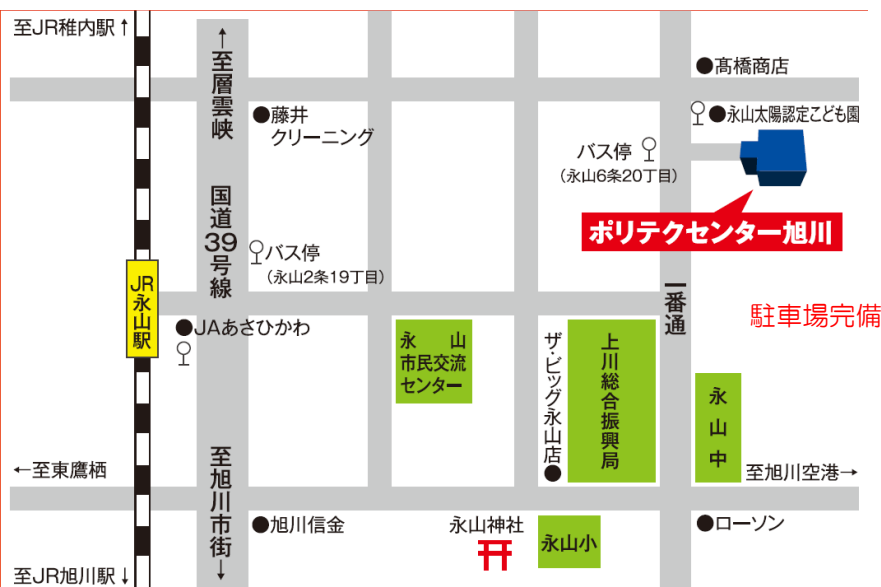 至JR稚内駅↑
↑至層雲峡
●髙橋商店
●藤井
クリーニング
●永山太陽認定こども園
バス停
（永山6条20丁目）
ポリテクセンター旭川
国道39号線
バス停
（永山2条19丁目）
JR永山駅
一番通
駐車場完備
●JAあさひかわ
永山
市民交流
センター
ザ・ビッグ永山店●
上川総合振興局
永山中
←至東鷹栖
至旭川市街↓
至旭川空港→
●旭川信金
永山神社
永山小
●ローソン
至JR旭川駅↓